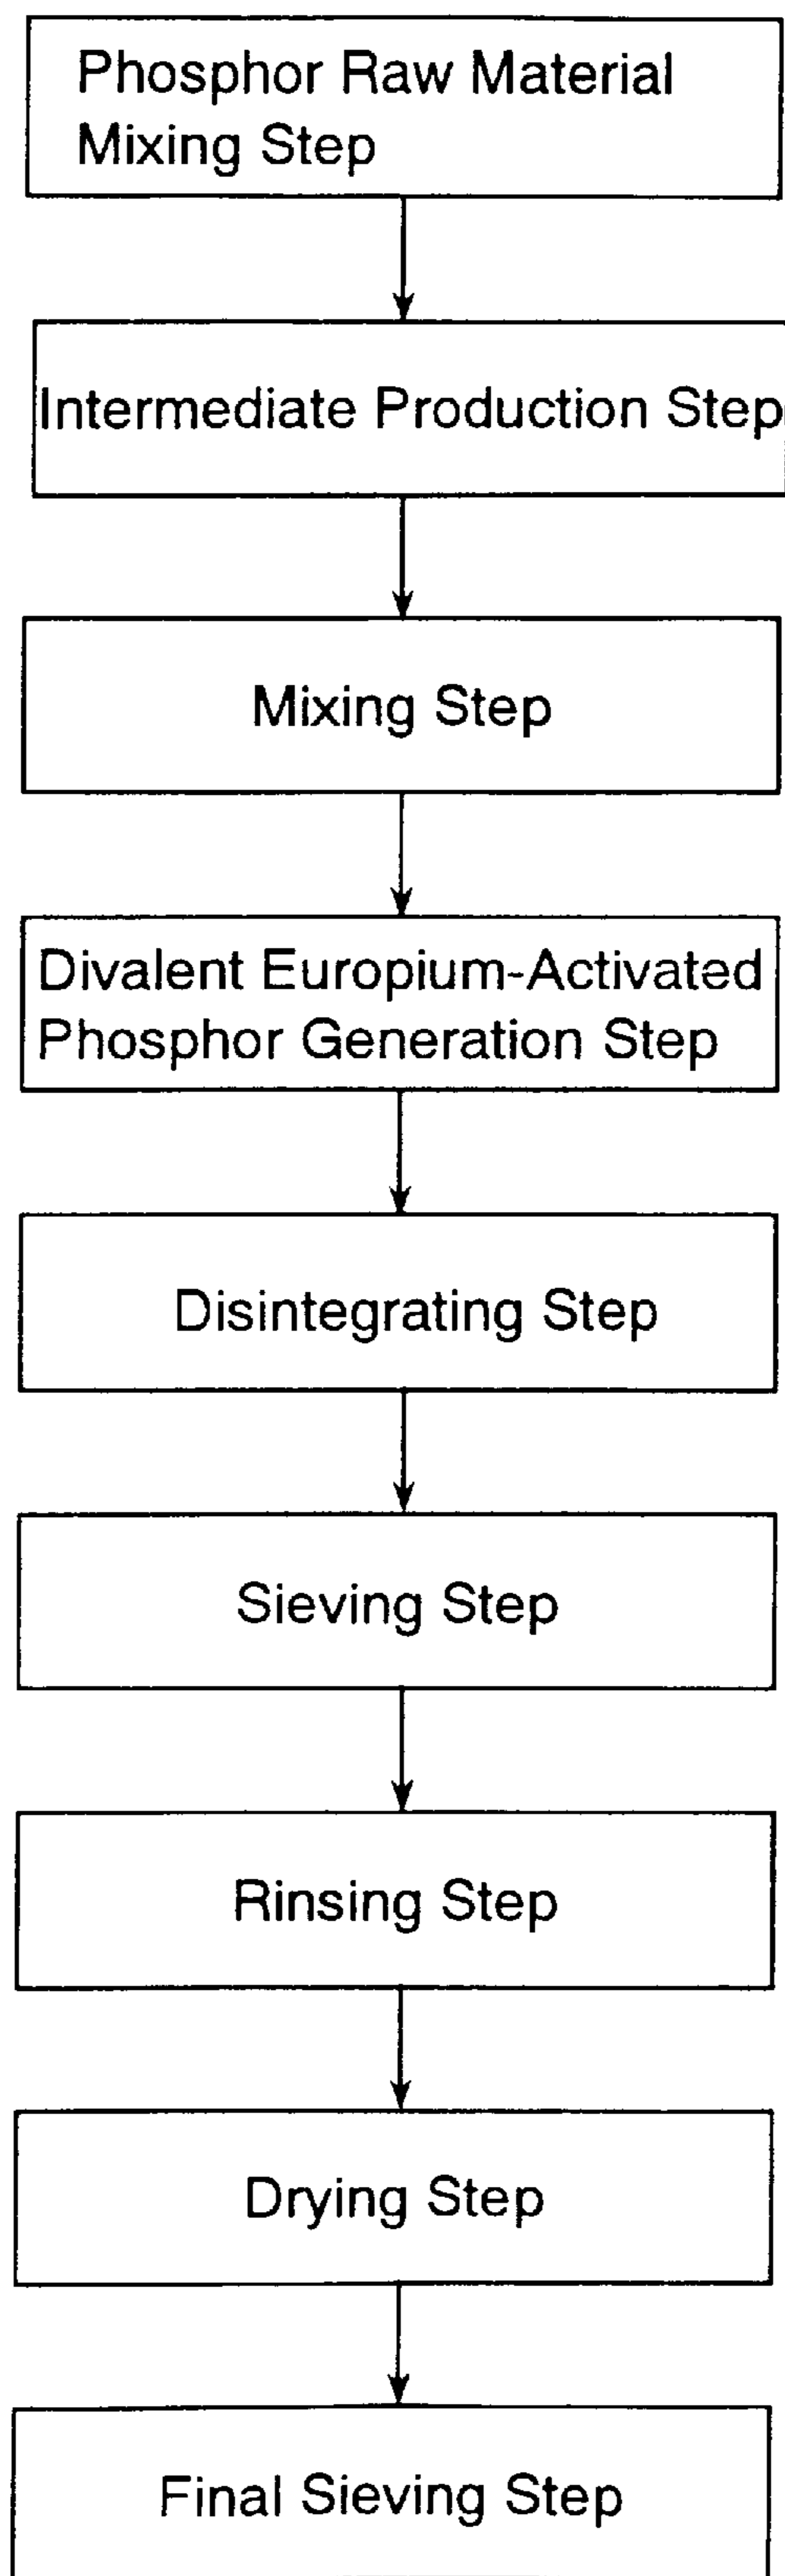 Phosphor Raw Material
Mixing Step
Intermediate Production Step
Mixing Step
Divalent Europium-Activated
Phosphor Generation Step
Disintegrating Step
Sieving Step
Rinsing Step
Drying Step
Final Sieving Step